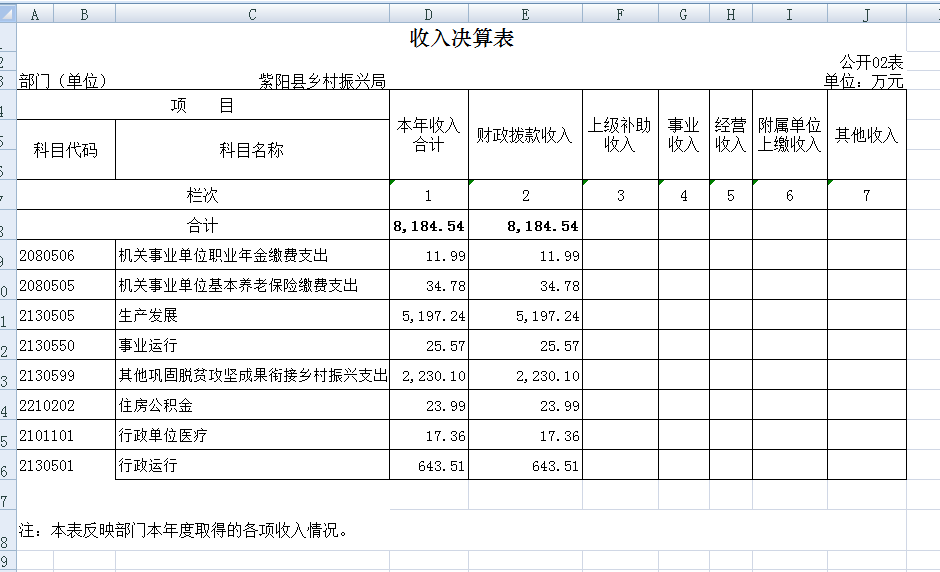 A B C D E F G H I J
收入决算表
公开02表
部门（单位） 紫阳县乡村振兴局 单位：万元
项 目 本年收入合计 财政拨款收入 上级补助收入 事业收入 经营收入 附属单位上缴收入 其他收入
科目代码 科目名称
栏次 1 2 3 4 5 6 7
合计 8,184.54 8,184.54
2080506 机关事业单位职业年金缴费支出 11.99 11.99
2080505 机关事业单位基本养老保险缴费支出 34.78 34.78
2130505 生产发展 5,197.24 5,197.24
2130550 事业运行 25.57 25.57
2130599 其他巩固脱贫攻坚成果衔接乡村振兴支出 2,230.10 2,230.10
2210202 住房公积金 23.99 23.99
2101101 行政单位医疗 17.36 17.36
2130501 行政运行 643.51 643.51
注：本表反映部门本年度取得的各项收入情况。